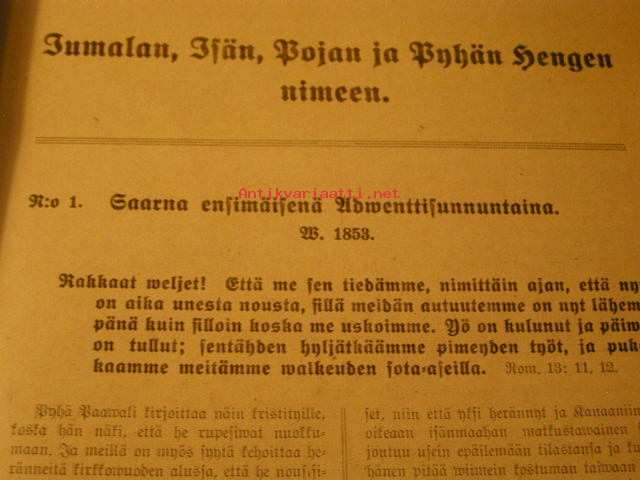 Jumalan, Isän, Pojan ja Pyhän Hengen
nimeen.
Antikvariaatti.net
N:o 1. Saarna ensimäisenä Adwenttisunnuntaina.
W. 1853.
Rakkaat weljet! Että me sen tiedämme, nimittäin ajan, että ny
on aika unesta nousta, sillä meidän autuutemme on nyt lähem
pänä kuin silloin koska me uskoimme. Yö on kulunut ja päiw
on tullut; sentähden hyljätkäämme pimeyden työt, ja puk
kaamme meitämme walkeuden sota-aseilla. Rom. 13: 11, 12.
Pyhä Paawali kirjoittaa näin kristityille,
koska hän näki, että he rupesiwat nukku-
maan. Ja meillä on myös syytä kehoittaa he-
ränneitä kirkkowuoden alussa, että he nousisi-
set, niin että yksi herännyt ja Kanaanin
oikeaan isänmaahan matkustawainen
joutuu usein epäilemään tilastansa ja
hänen pitää wiimein kostuman taiwaan